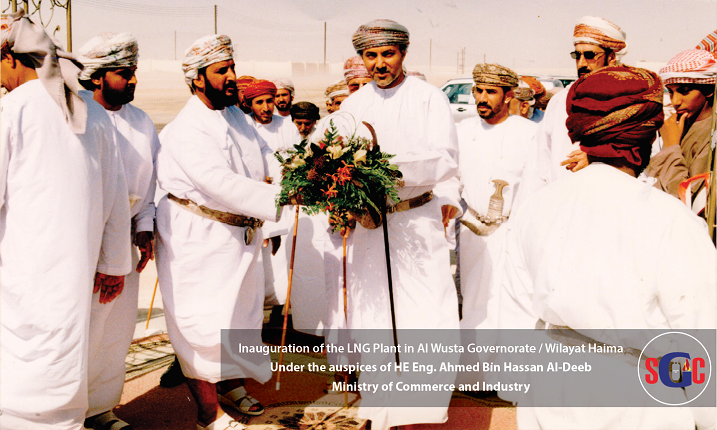 Inauguration of the LNG Plant in Al Wusta Governorate / Wilayat Haima
Under the auspices of HE Eng. Ahmed Bin Hassan Al-Deeb
Ministry of Commerce and Industry
SGC